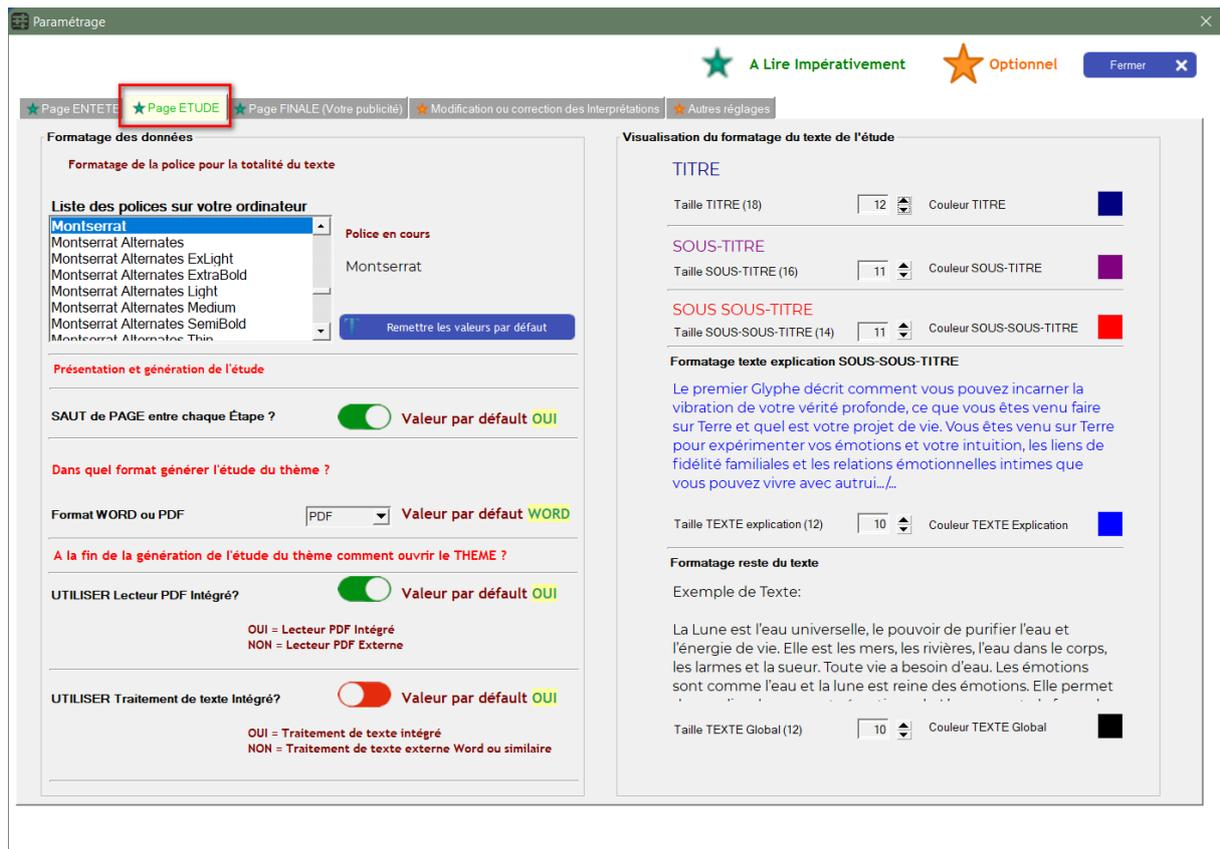 Paramétrage
A Lire Impérativement
Optionnel
Fermer
Page ENTETE
Page ETUDE
Page FINALE (Votre publicité)
Modification ou correction des Interprétations
Autres réglages
Formatage des données
Formatage de la police pour la totalité du texte
Liste des polices sur votre ordinateur
Montserrat
Montserrat Alternates
Montserrat Alternates ExLight
Montserrat Alternates ExtraBold
Montserrat Alternates Light
Montserrat Alternates Medium
Montserrat Alternates SemiBold
Montserrat Alternates Thin
Police en cours
Montserrat
Remettre les valeurs par défaut
Présentation et génération de l'étude
SAUT de PAGE entre chaque Étape ?
Valeur par défault OUI
Dans quel format générer l'étude du thème ?
Format WORD ou PDF
PDF
Valeur par défaut WORD
A la fin de la génération de l'étude du thème comment ouvrir le THEME ?
UTILISER Lecteur PDF Intégré?
Valeur par défault OUI
OUI = Lecteur PDF Intégré
NON = Lecteur PDF Externe
UTILISER Traitement de texte Intégré?
Valeur par défault OUI
OUI = Traitement de texte intégré
NON = Traitement de texte externe Word ou similaire
Visualisation du formatage du texte de l'étude
TITRE
Taille TITRE (18)
12
Couleur TITRE
SOUS-TITRE
Taille SOUS-TITRE (16)
11
Couleur SOUS-TITRE
SOUS SOUS-TITRE
Taille SOUS-SOUS-TITRE (14)
11
Couleur SOUS-SOUS-TITRE
Formatage texte explication SOUS-SOUS-TITRE
Le premier Glyphe décrit comment vous pouvez incarner la
vibration de votre vérité profonde, ce que vous êtes venu faire
sur Terre et quel est votre projet de vie. Vous êtes venu sur Terre
pour expérimenter vos émotions et votre intuition, les liens de
fidélité familiales et les relations émotionnelles intimes que
vous pouvez vivre avec autrui.../...
Taille TEXTE explication (12)
10
Couleur TEXTE Explication
Formatage reste du texte
Exemple de Texte:
La Lune est l'eau universelle, le pouvoir de purifier l'eau et
l'énergie de vie. Elle est les mers, les rivières, l'eau dans le corps,
les larmes et la sueur. Toute vie a besoin d'eau. Les émotions
sont comme l'eau et la lune est reine des émotions. Elle permet
Taille TEXTE Global (12)
10
Couleur TEXTE Global